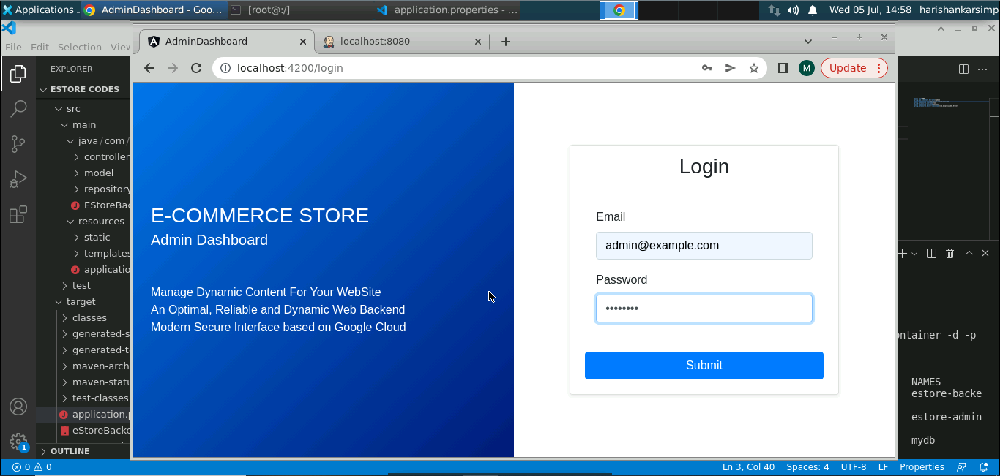 Applications
AdminDashboard - Goo...
[root@:/]
application.properties - ...
Wed 05 Jul, 14:58
harishankarsimp
File Edit Selection View
AdminDashboard
localhost:8080
localhost:4200/login
M
Update
EXPLORER
ESTORE CODES
src
main
java/com/
controller
model
repository
EStoreBac
resources
static
templates
applicatio
test
target
classes
generated-s
generated-t
maven-arch
maven-statu
test-classes
application.p
eStoreBacke
OUTLINE
1
E-COMMERCE STORE
Admin Dashboard
Manage Dynamic Content For Your WebSite
An Optimal, Reliable and Dynamic Web Backend
Modern Secure Interface based on Google Cloud
Login
Email
admin@example.com
Password
••••••••
Submit
ontainer -d -p
NAMES
estore-backe
estore-admin
mydb
0 0
Ln 3, Col 40
Spaces: 4
UTF-8
LF
Properties